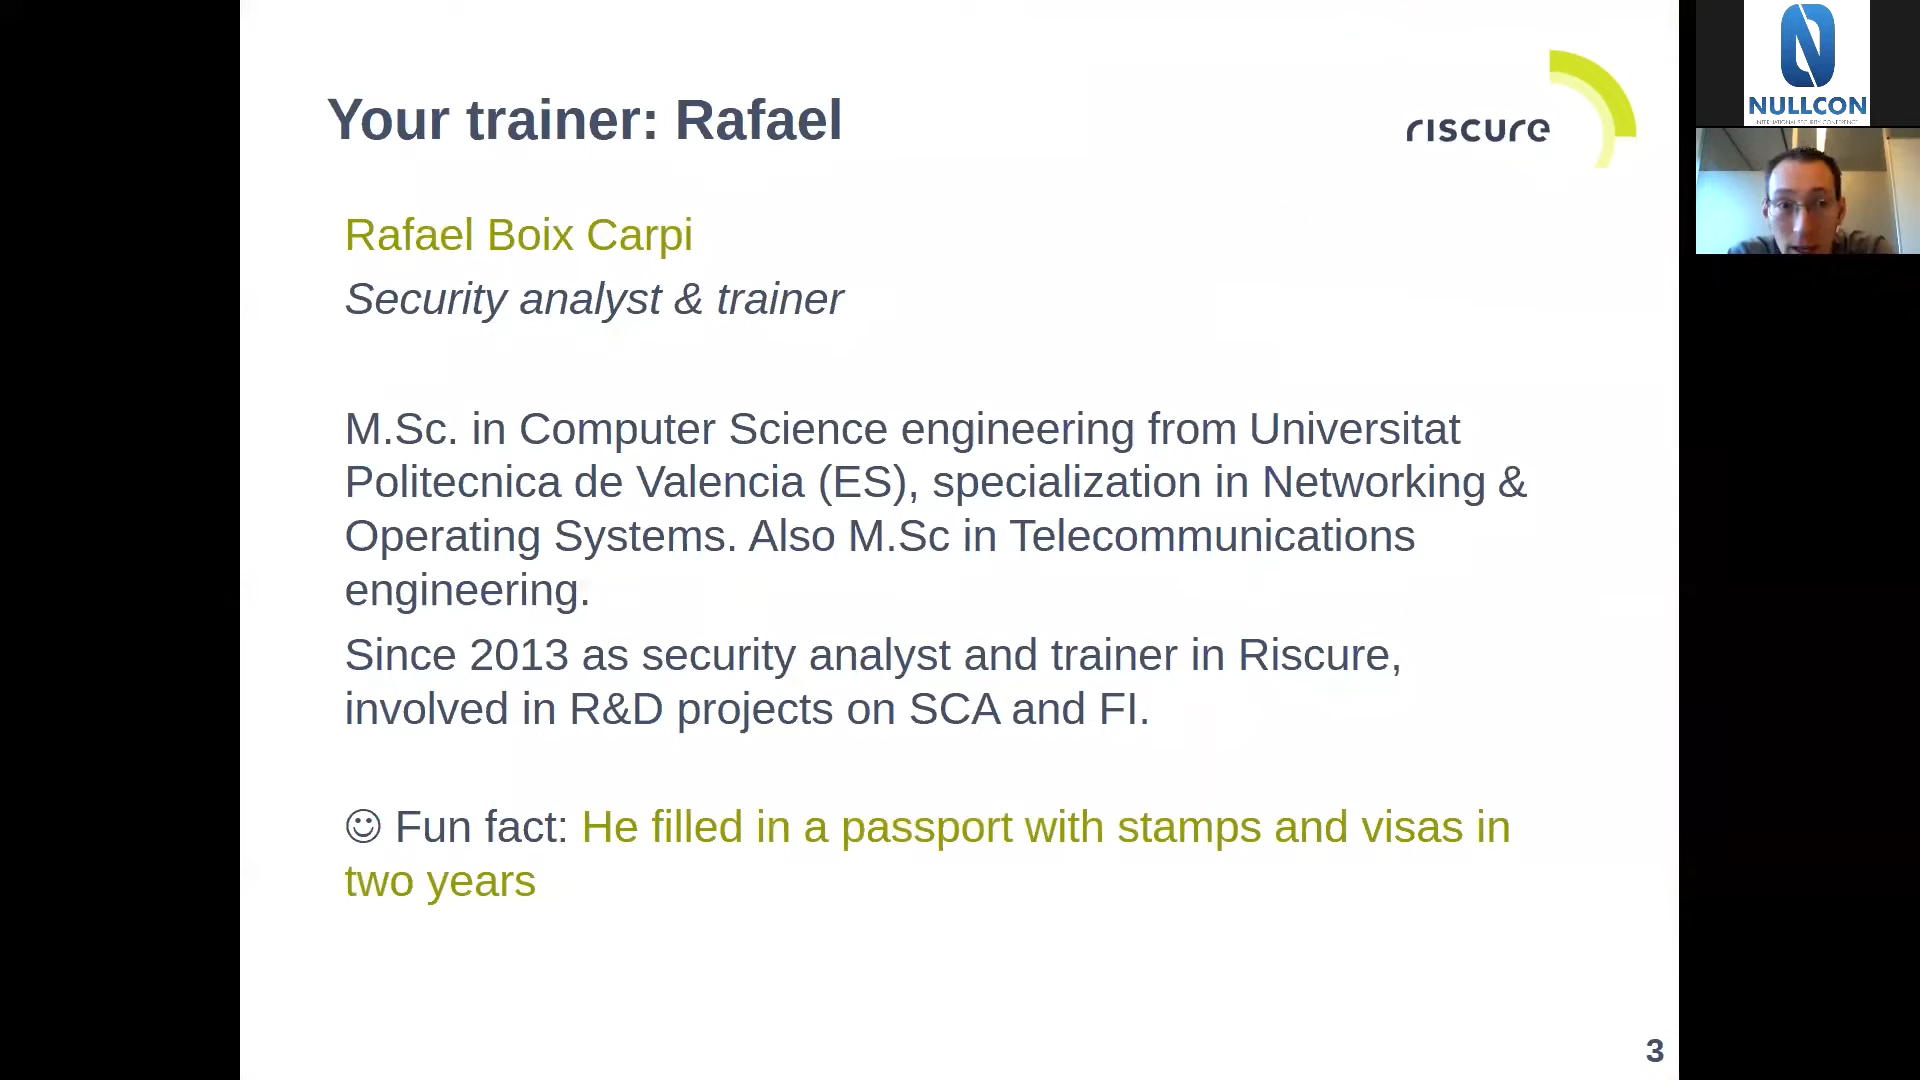 Your trainer: Rafael
riscure
NULLCON
INTERNATIONAL SECURITY CONFERENCE
Rafael Boix Carpi
Security analyst & trainer
M.Sc. in Computer Science engineering from Universitat
Politecnica de Valencia (ES), specialization in Networking &
Operating Systems. Also M.Sc in Telecommunications
engineering.
Since 2013 as security analyst and trainer in Riscure,
involved in R&D projects on SCA and FI.
☺ Fun fact: He filled in a passport with stamps and visas in
two years
3